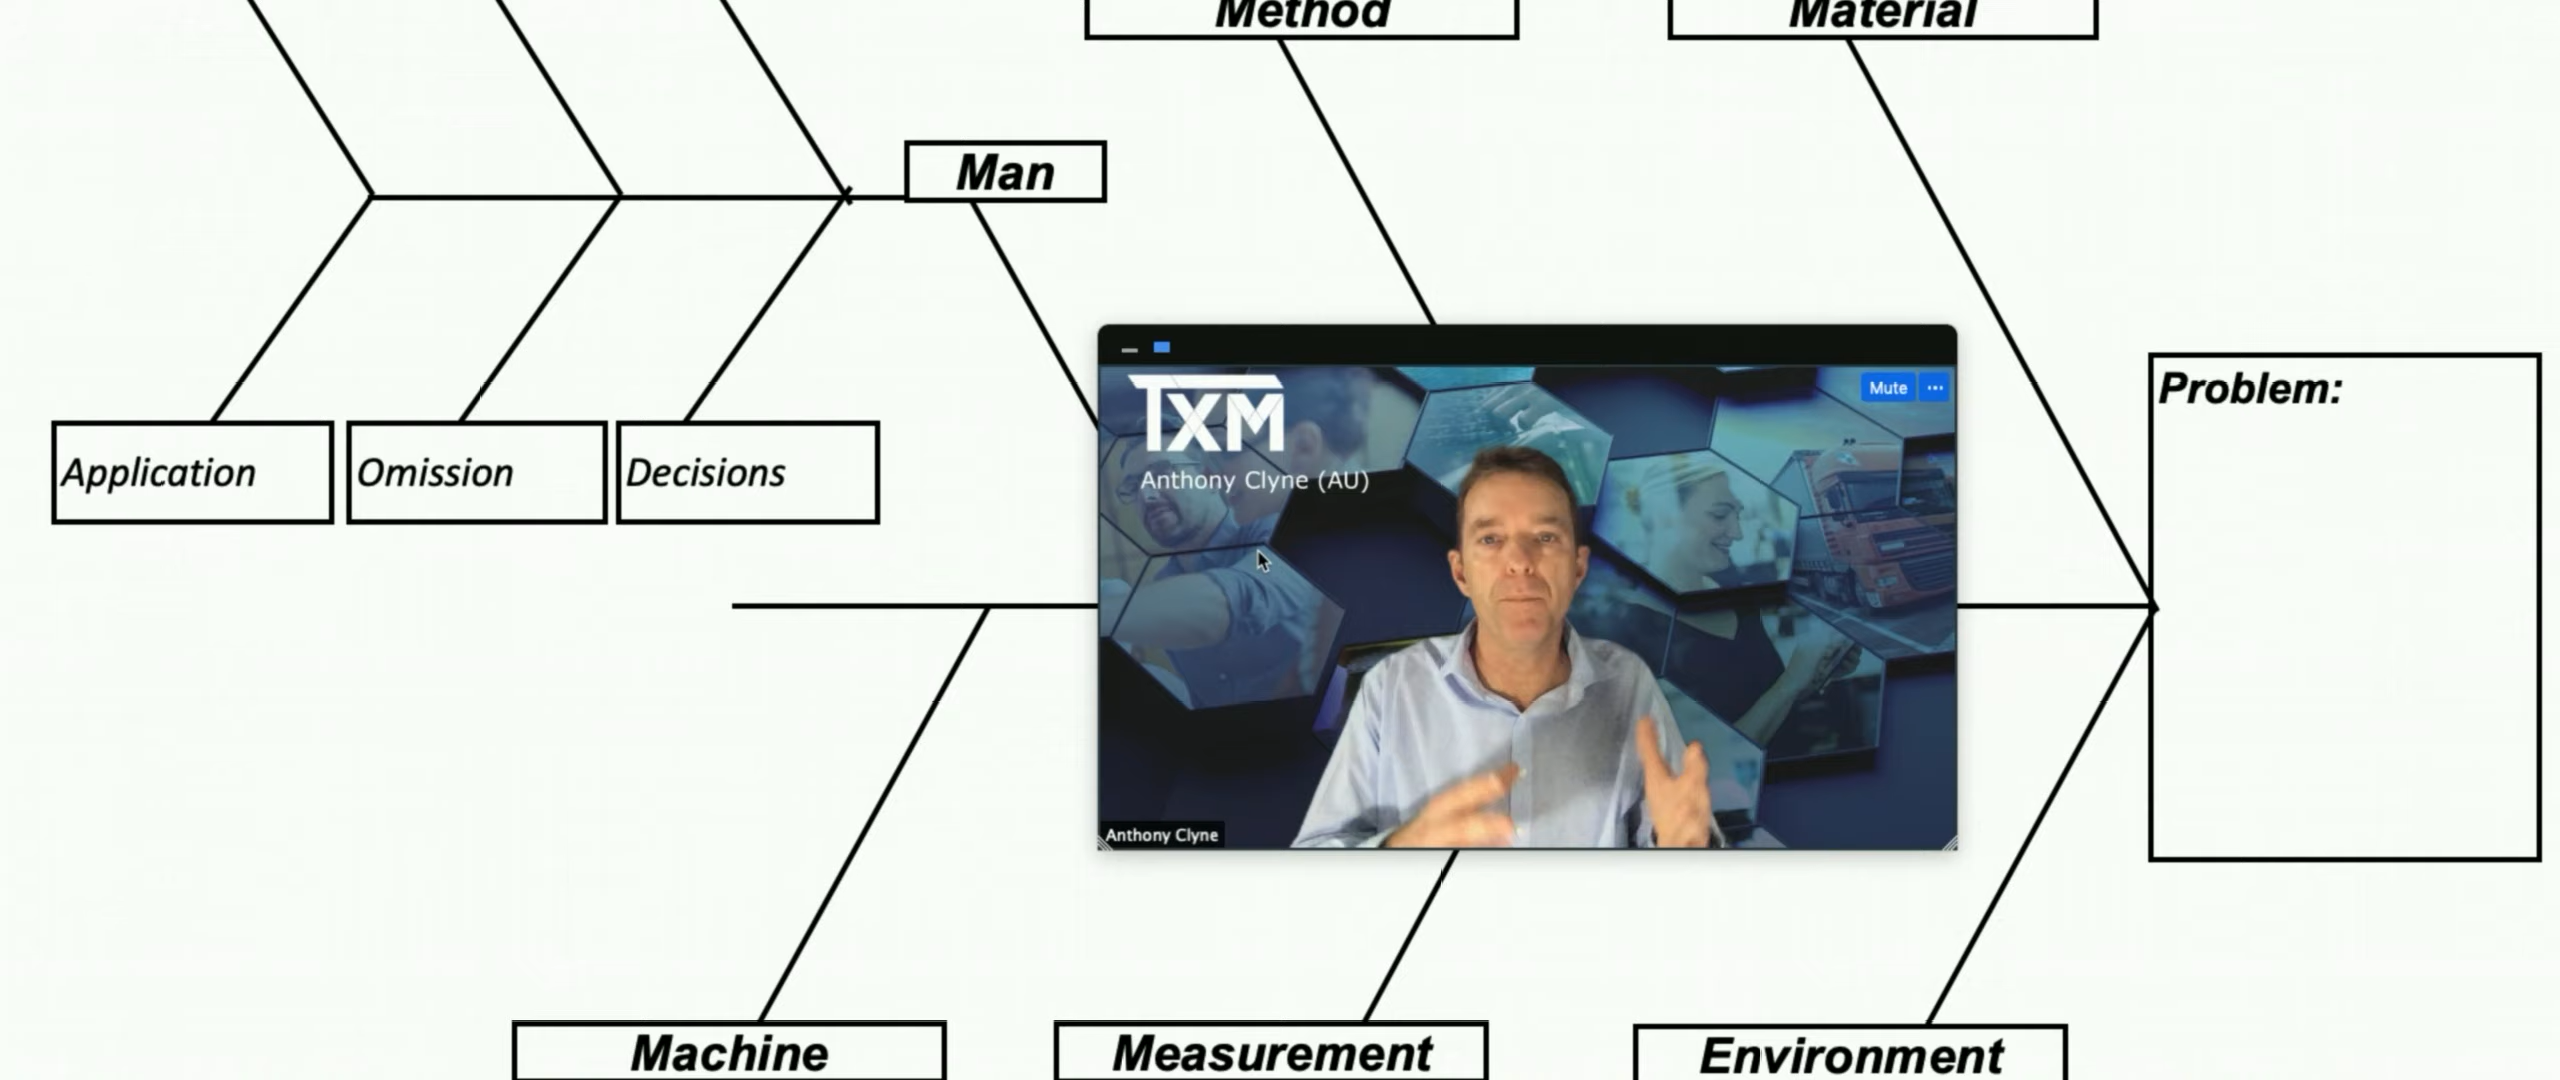 Method
Material
Man
Problem:
Application
Omission
Decisions
TXM
Anthony Clyne (AU)
Mute
Anthony Clyne
Machine
Measurement
Environment